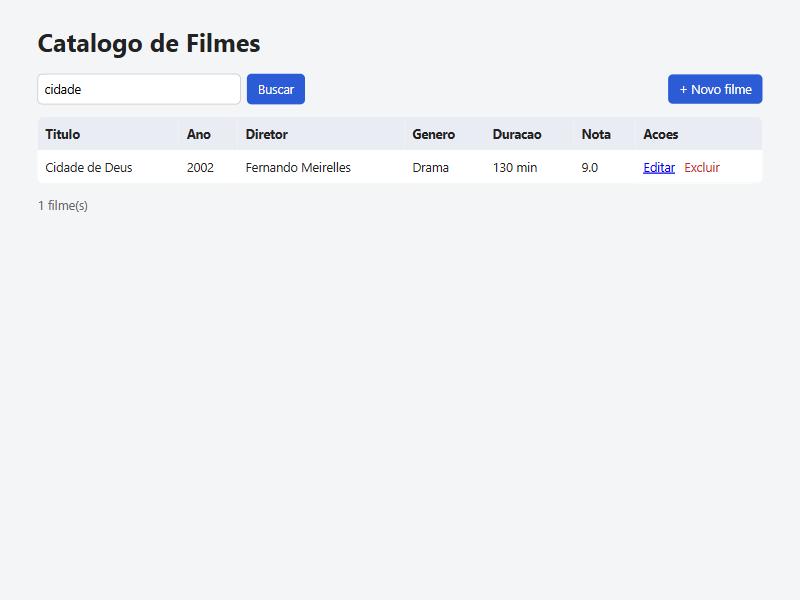 Catalogo de Filmes
cidade Buscar + Novo filme
Titulo Ano Diretor Genero Duracao Nota Acoes
Cidade de Deus 2002 Fernando Meirelles Drama 130 min 9.0 Editar Excluir
1 filme(s)